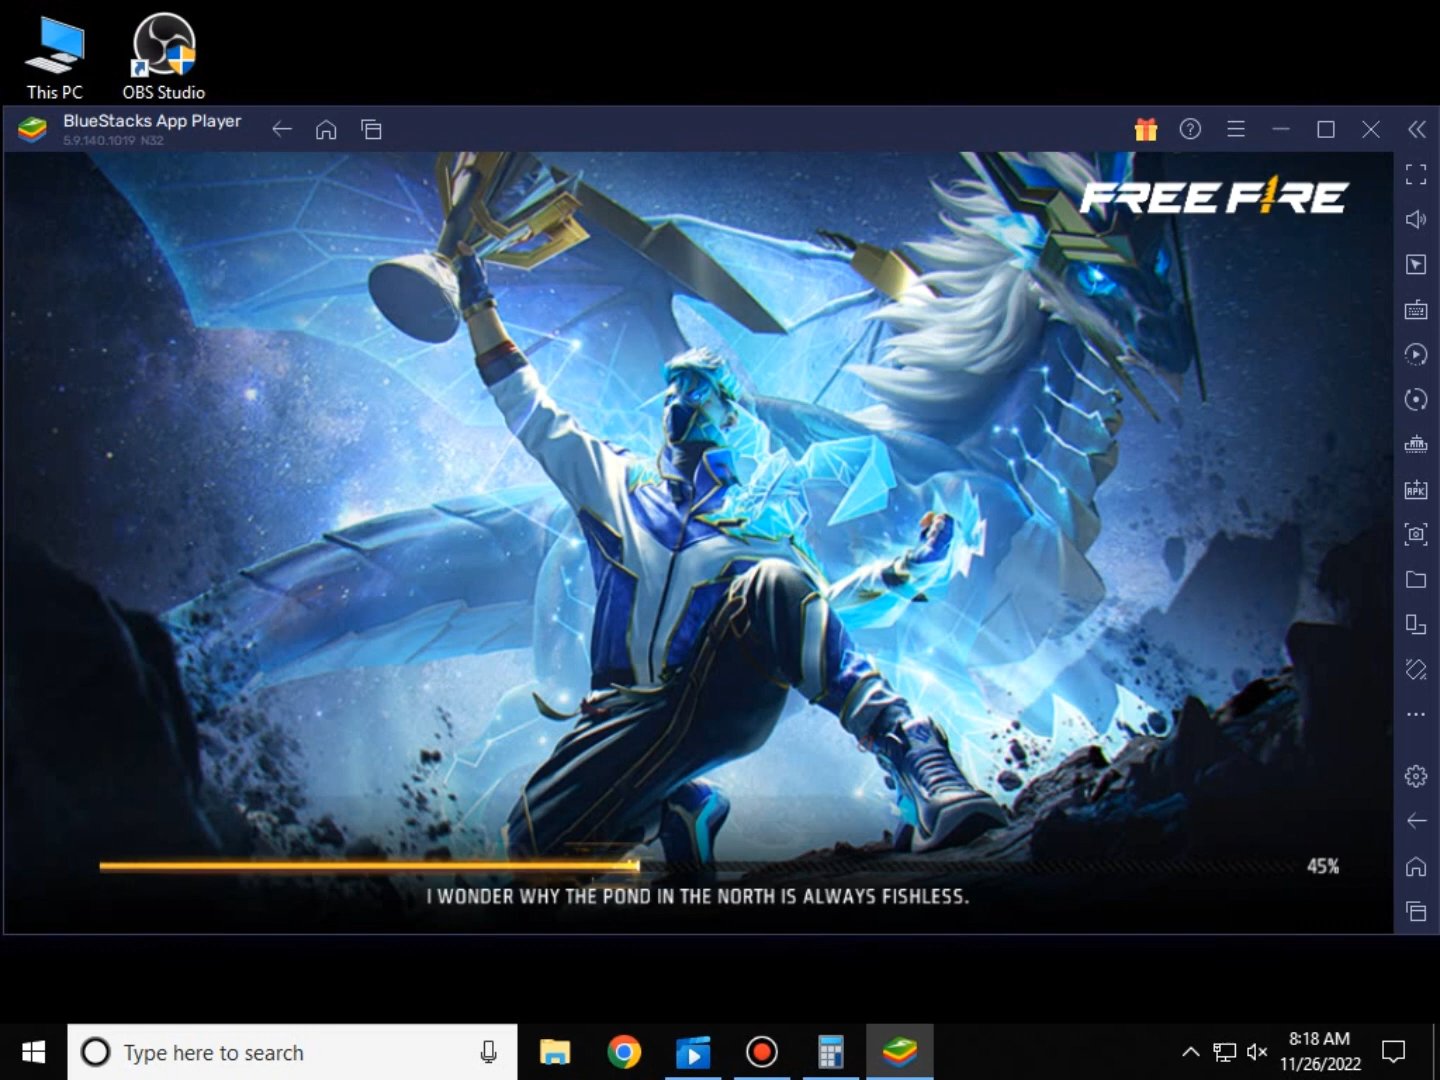 This PC
OBS Studio
BlueStacks App Player
5.9.140.1019 N32
FREE FIRE
APK
45%
I WONDER WHY THE POND IN THE NORTH IS ALWAYS FISHLESS.
Type here to search
8:18 AM
11/26/2022